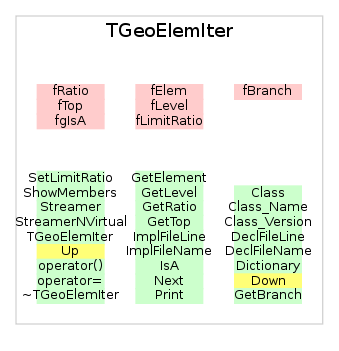 TGeoElemIter
fRatio
fTop
fgIsA
fElem
fLevel
fLimitRatio
fBranch
SetLimitRatio
ShowMembers
Streamer
StreamerNVirtual
TGeoElemIter
Up
operator()
operator=
~TGeoElemIter
GetElement
GetLevel
GetRatio
GetTop
ImplFileLine
ImplFileName
IsA
Next
Print
Class
Class_Name
Class_Version
DeclFileLine
DeclFileName
Dictionary
Down
GetBranch